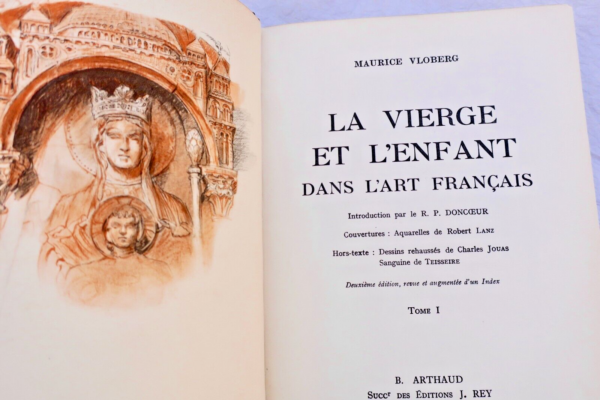 MAURICE VLOBERG
LA VIERGE
ET L'ENFANT
DANS L'ART FRANÇAIS
Introduction par le R. P. DONCŒUR
Couvertures : Aquarelles de Robert LANZ
Hors-texte : Dessins rehaussés de Charles JOUAS
Sanguine de TEISSEIRE
Deuxième édition, revue et augmentée d'un Index
TOME I
B. ARTHAUD
SUCCʳ DES ÉDITIONS J. REY